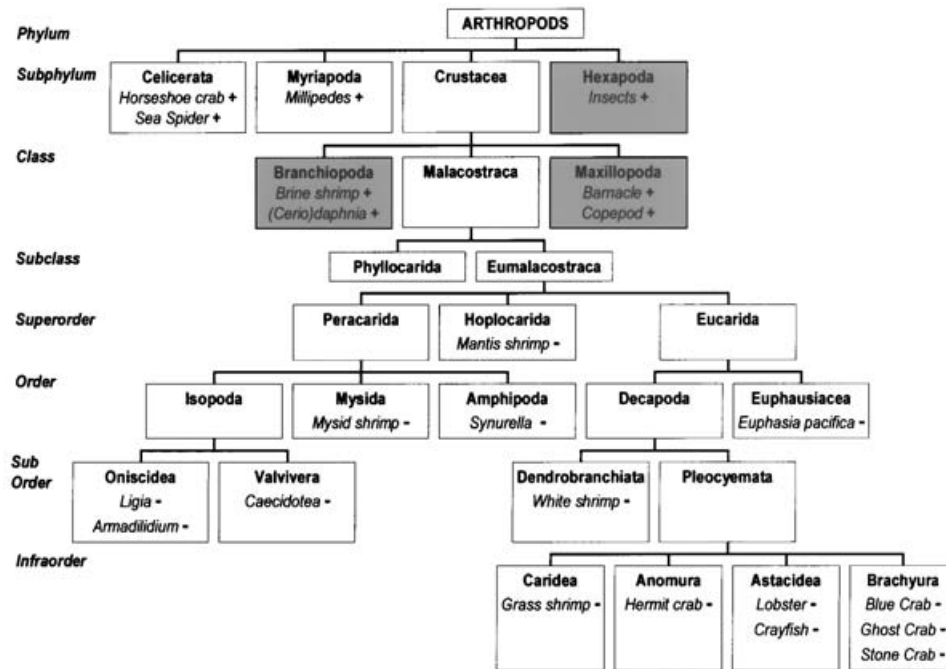 ARTHROPODS
Phylum
Subphylum
Celicerata
Horseshoe crab +
Sea Spider +
Myriapoda
Millipedes +
Crustacea
Hexapoda
Insects +
Class
Branchiopoda
Brine shrimp +
(Cerio)daphnia +
Malacostraca
Maxillopoda
Barnacle +
Copepod +
Subclass
Phyllocarida
Eumalacostraca
Superorder
Peracarida
Hoplocarida
Mantis shrimp -
Eucarida
Order
Isopoda
Mysida
Mysid shrimp -
Amphipoda
Synurella -
Decapoda
Euphausiacea
Euphasia pacifica -
Sub
Order
Oniscidea
Ligia -
Armadilidium -
Valvivera
Caecidotea -
Dendrobranchiata
White shrimp -
Pleocyemata
Infraorder
Caridea
Grass shrimp -
Anomura
Hermit crab -
Astacidea
Lobster -
Crayfish -
Brachyura
Blue Crab -
Ghost Crab -
Stone Crab -